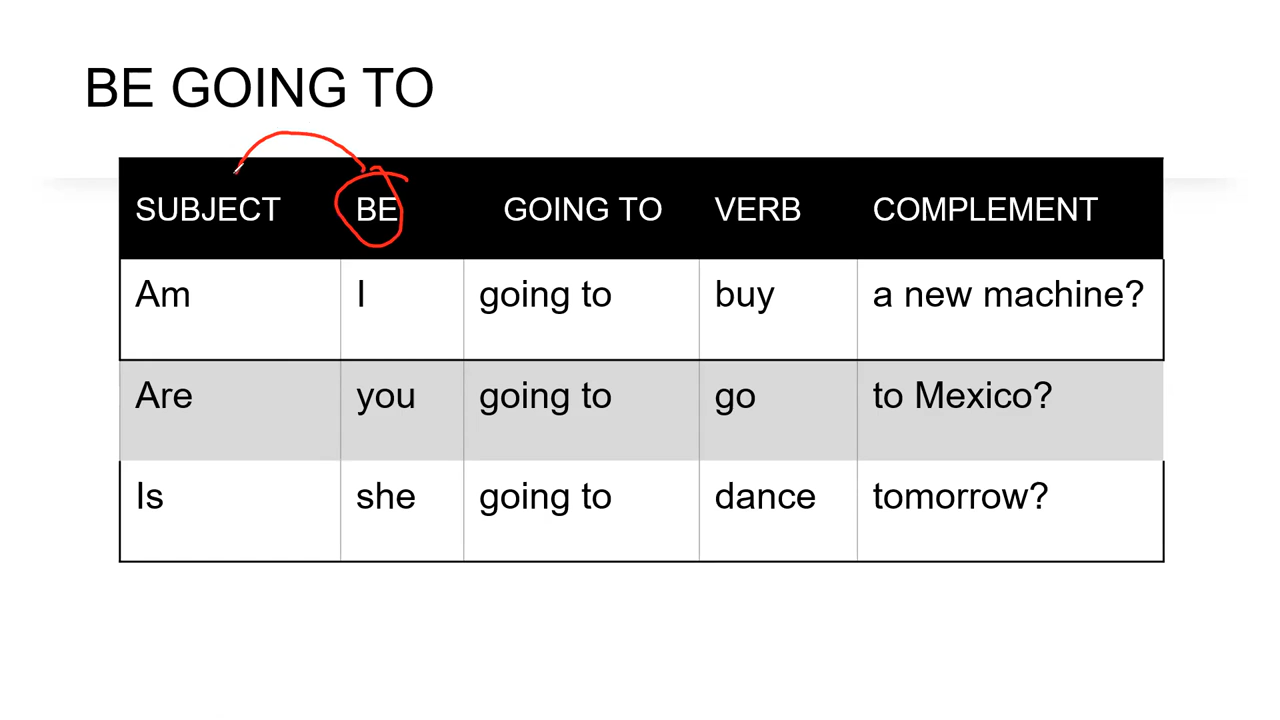 BE GOING TO
SUBJECT BE GOING TO VERB COMPLEMENT
Am I going to buy a new machine?
Are you going to go to Mexico?
Is she going to dance tomorrow?